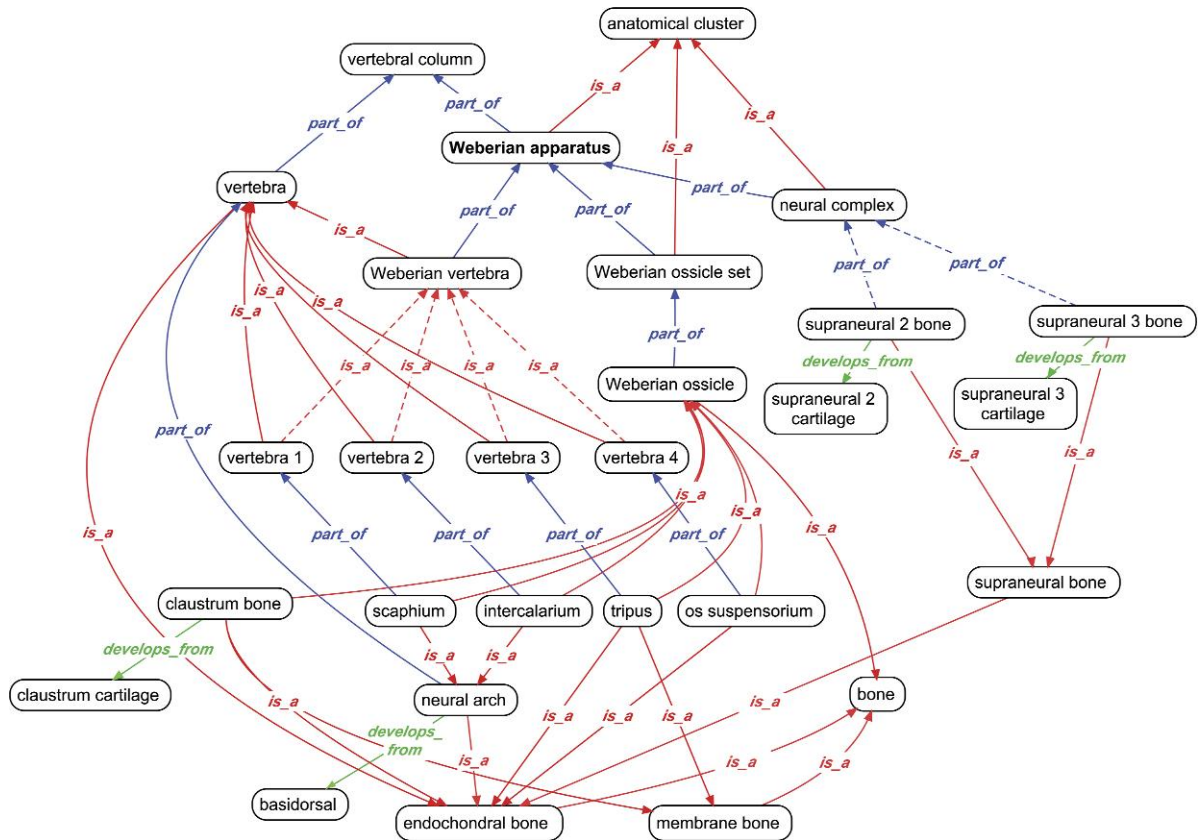 anatomical cluster
vertebral column
is_a
part_of
part_of
is_a
Weberian apparatus
is_a
vertebra
part_of
neural complex
part_of
part_of
is_a
Weberian vertebra
Weberian ossicle set
part_of
part_of
is_a
is_a
is_a
supraneural 2 bone
supraneural 3 bone
part_of
develops_from
develops_from
is_a
is_a
is_a
is_a
Weberian ossicle
supraneural 2
cartilage
supraneural 3
cartilage
part_of
vertebra 1
vertebra 2
vertebra 3
vertebra 4
is_a
is_a
is_a
is_a
is_a
is_a
part_of
part_of
part_of
part_of
supraneural bone
claustrum bone
scaphium
intercalarium
tripus
os suspensorium
develops_from
is_a
is_a
claustrum cartilage
neural arch
bone
is_a
is_a
is_a
is_a
is_a
develops_
from
is_a
is_a
is_a
basidorsal
endochondral bone
membrane bone